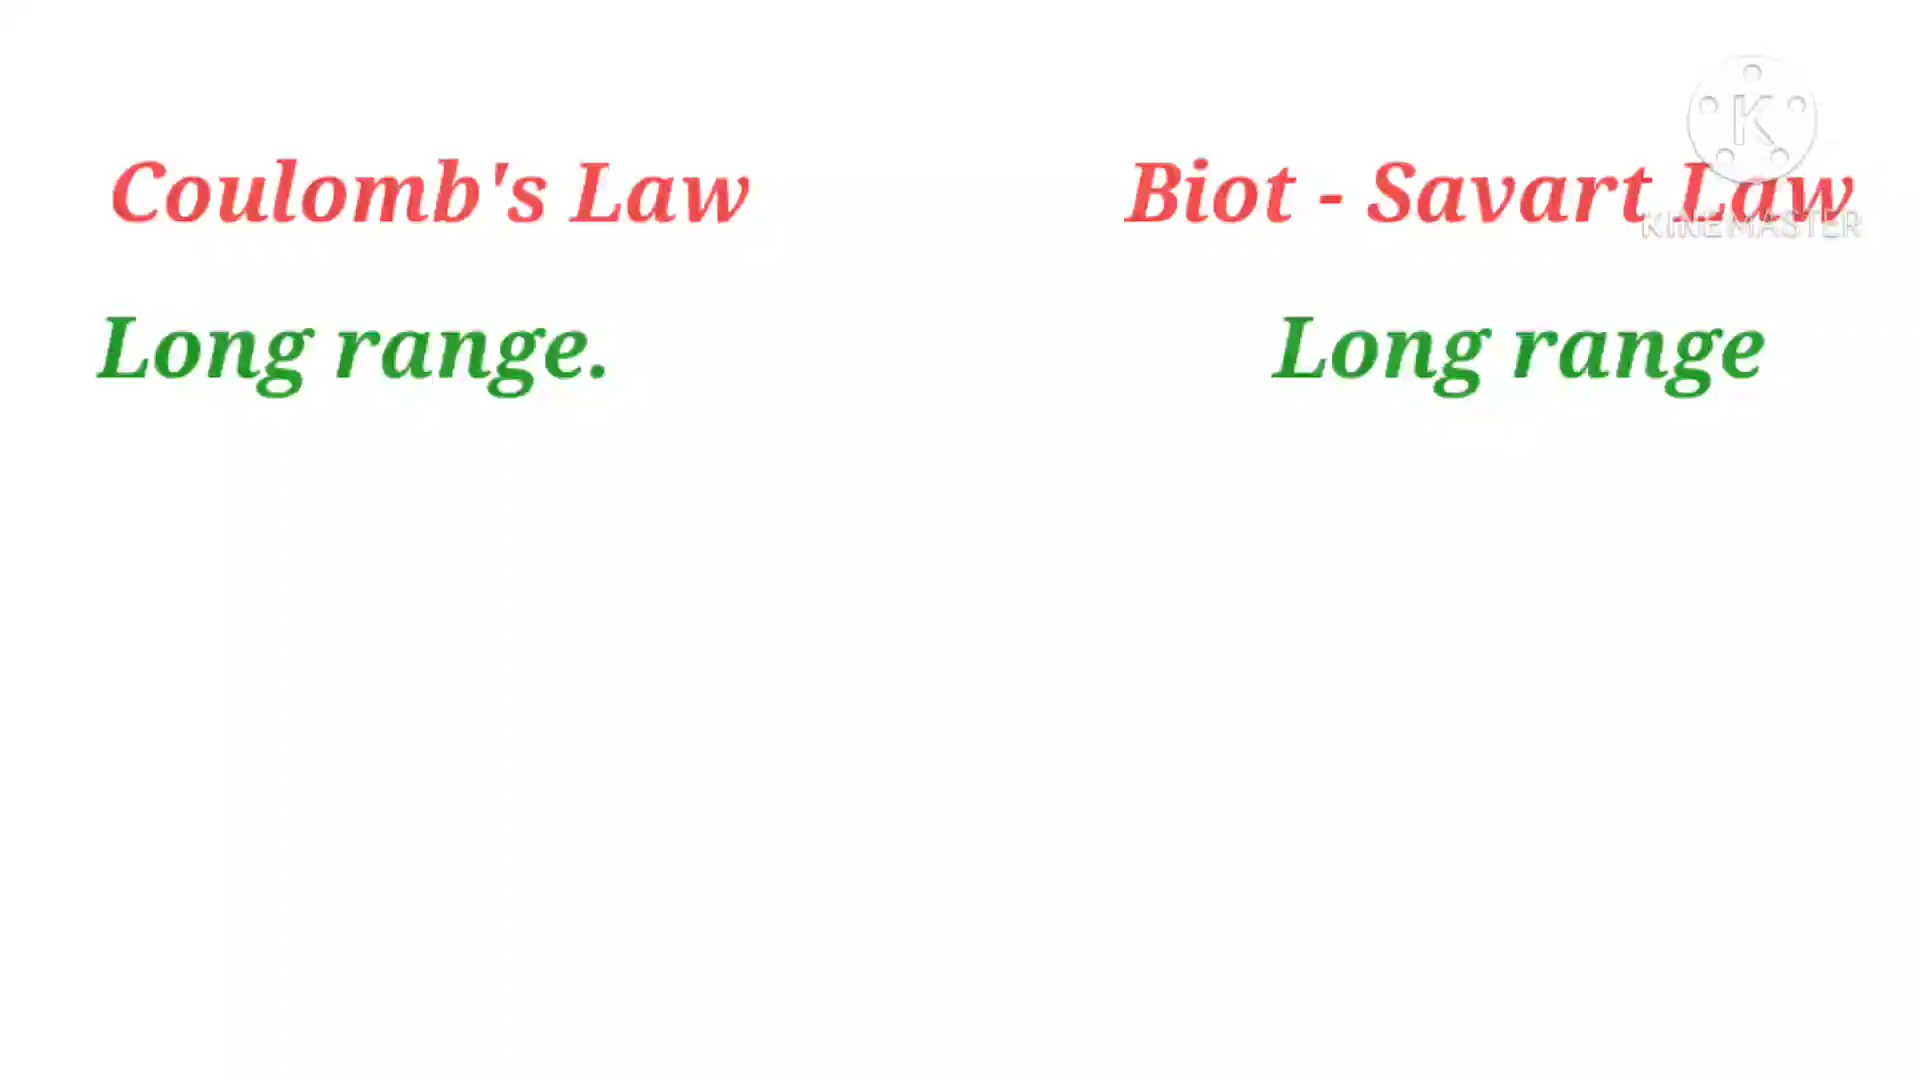 Coulomb's Law
Biot - Savart Law
K
KINEMASTER
Long range.
Long range